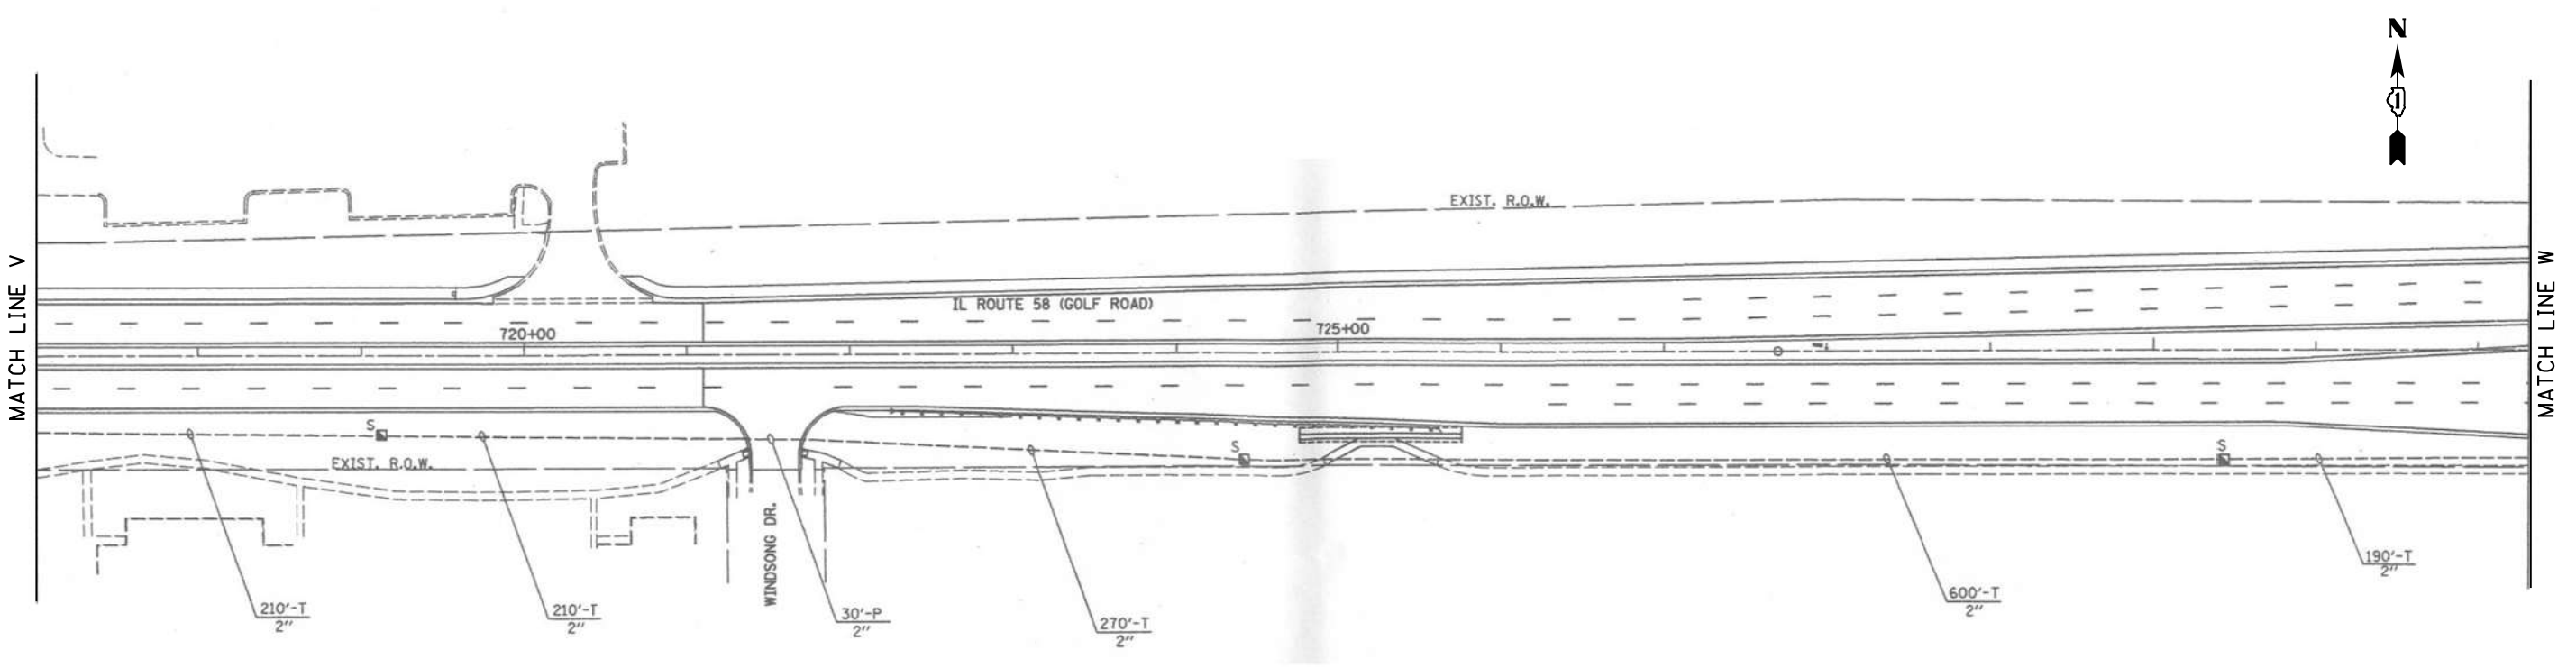 N
EXIST. R.O.W.
MATCH LINE V
MATCH LINE W
IL ROUTE 58 (GOLF ROAD)
720+00
725+00
S
S
S
EXIST. R.O.W.
WINDSONG DR.
210'-T
2"
210'-T
2"
30'-P
2"
270'-T
2"
600'-T
2"
190'-T
2"